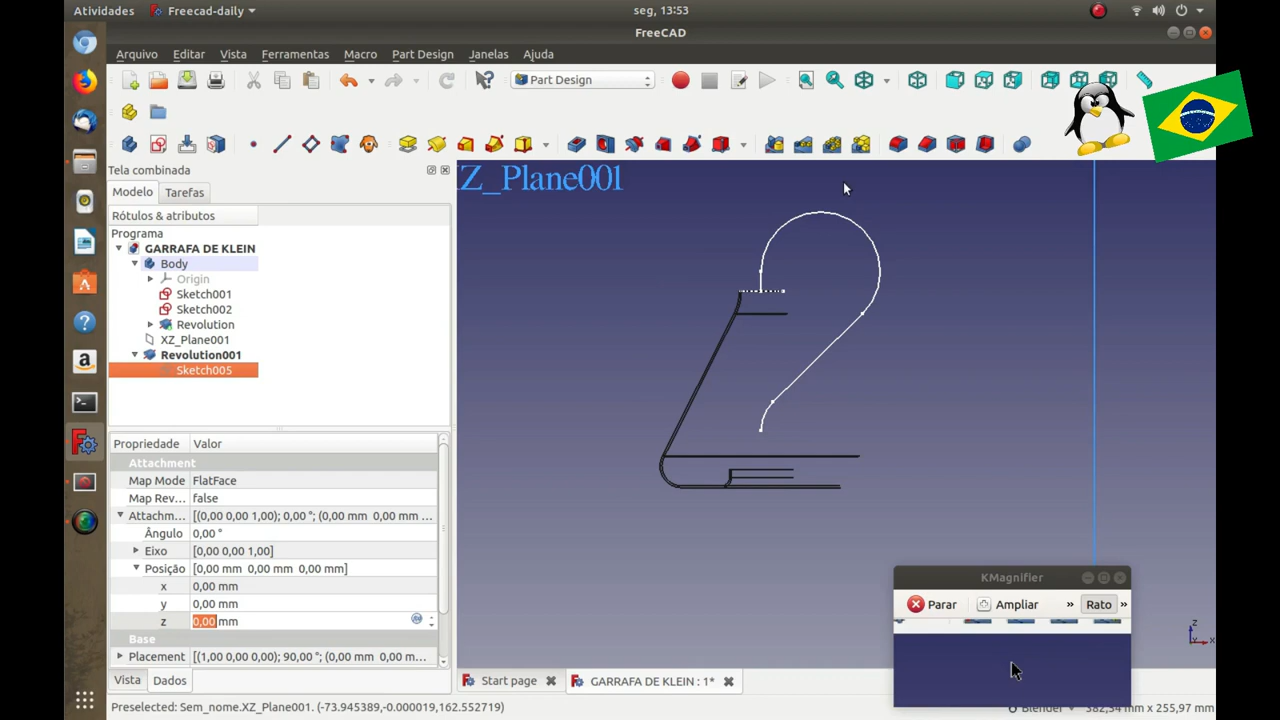 Atividades
Freecad-daily
seg, 13:53
FreeCAD
Arquivo Editar Vista Ferramentas Macro Part Design Janelas Ajuda
Part Design
Tela combinada
Modelo Tarefas
Rótulos & atributos
Programa
GARRAFA DE KLEIN
Body
Origin
Sketch001
Sketch002
Revolution
XZ_Plane001
Revolution001
Sketch005
XZ_Plane001
Propriedade Valor
Attachment
Map Mode FlatFace
Map Rev... false
Attachm... [(0,00 0,00 1,00); 0,00 °; (0,00 mm 0,00 mm ...
Ângulo 0,00 °
Eixo [0,00 0,00 1,00]
Posição [0,00 mm 0,00 mm 0,00 mm]
x 0,00 mm
y 0,00 mm
z 0,00 mm
Base
Placement [(1,00 0,00 0,00); 90,00 °; (0,00 mm 0,00 m...
Vista Dados
Start page
GARRAFA DE KLEIN : 1*
KMagnifier
Parar Ampliar » Rato »
z
x
Preselected: Sem_nome.XZ_Plane001. (-73.945389,-0.000019,162.552719)
Blender
382,54 mm x 255,97 mm